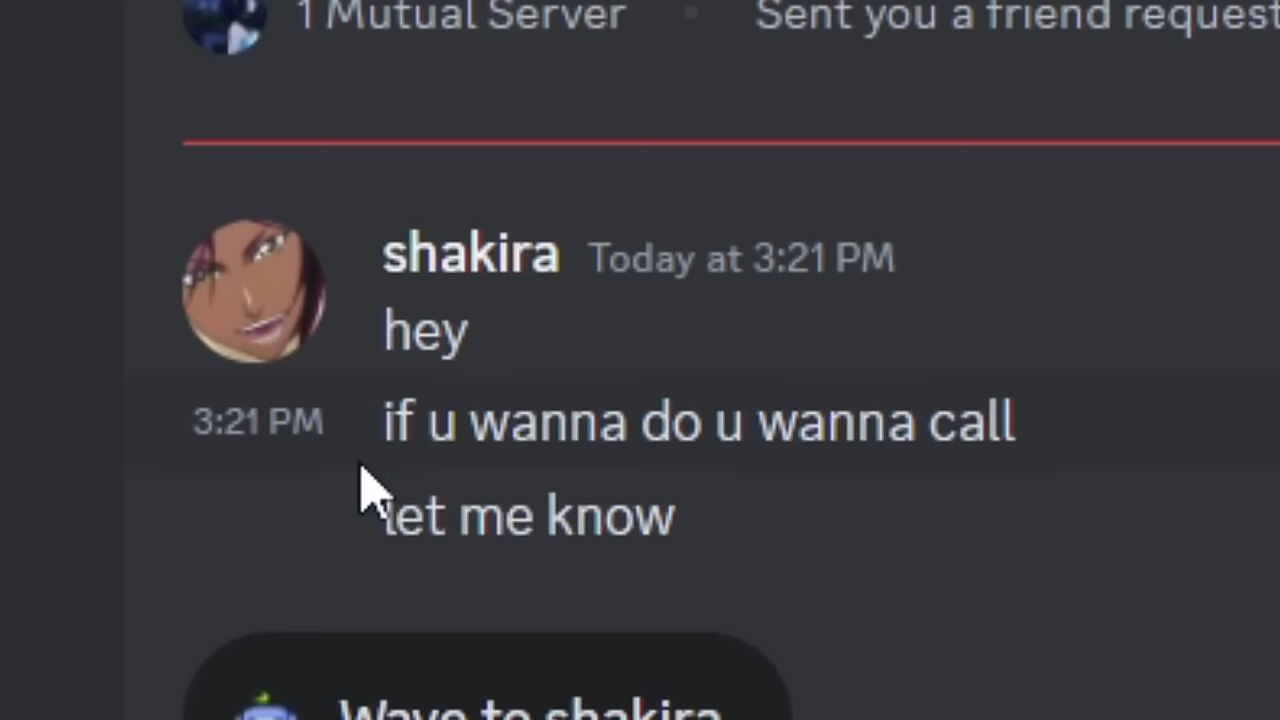 1 Mutual Server • Sent you a friend request
shakira Today at 3:21 PM
hey
3:21 PM if u wanna do u wanna call
let me know
Wave to shakira